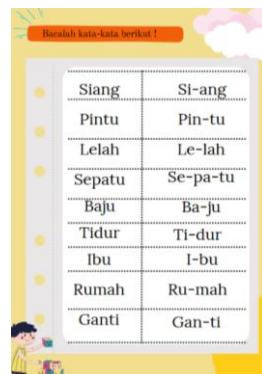 Bacalah kata-kata berikut !
Siang Si-ang
Pintu Pin-tu
Lelah Le-lah
Sepatu Se-pa-tu
Baju Ba-ju
Tidur Ti-dur
Ibu I-bu
Rumah Ru-mah
Ganti Gan-ti